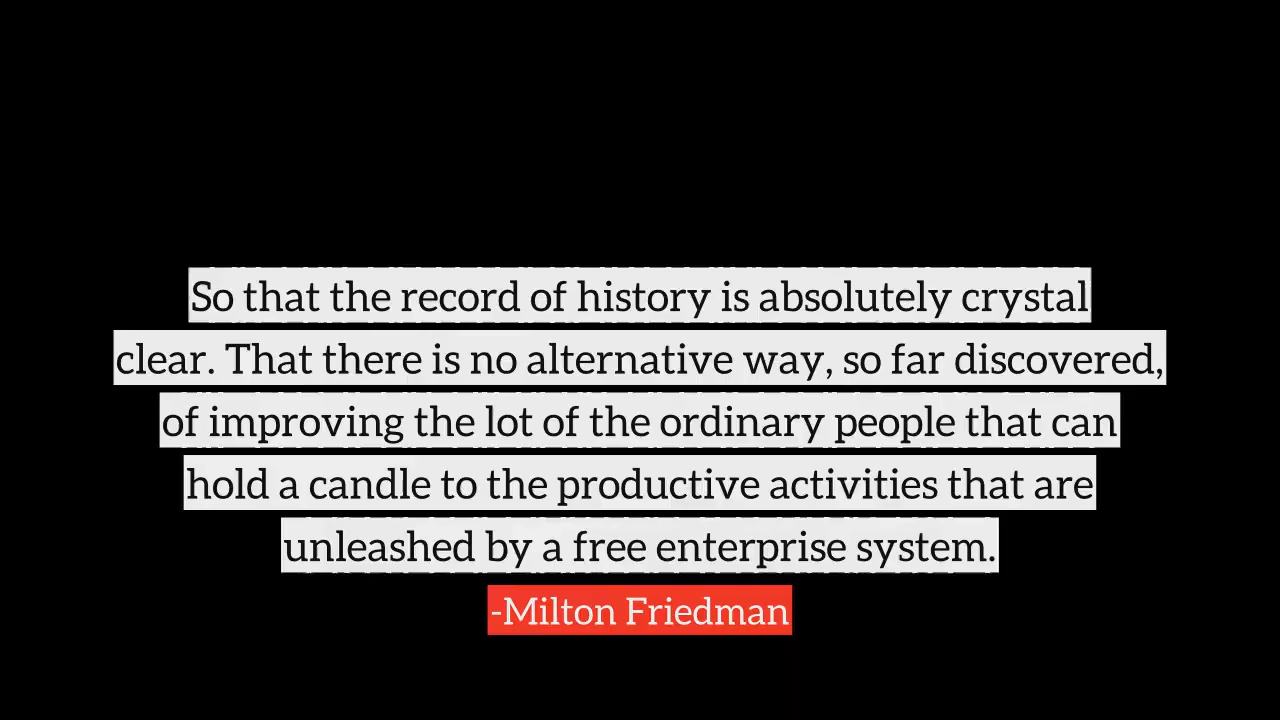 So that the record of history is absolutely crystal
clear. That there is no alternative way, so far discovered,
of improving the lot of the ordinary people that can
hold a candle to the productive activities that are
unleashed by a free enterprise system.
-Milton Friedman